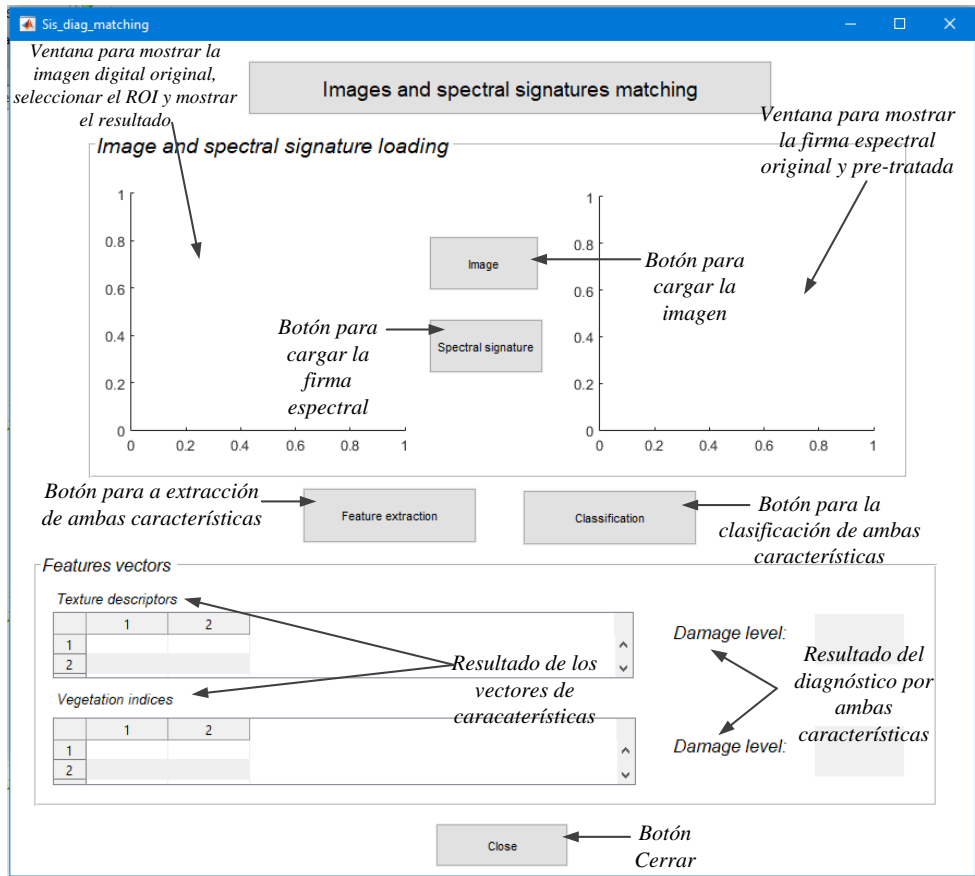 Sis_diag_matching
Ventana para mostrar la
imagen digital original,
seleccionar el ROI y mostrar
el resultado
Images and spectral signatures matching
Ventana para mostrar
la firma espectral
original y pre-tratada
Image and spectral signature loading
1
0.8
0.6
0.4
0.2
0
0
0.2
0.4
0.6
0.8
1
Image
Botón para
cargar la
imagen
Botón para
cargar la
firma
espectral
Spectral signature
1
0.8
0.6
0.4
0.2
0
0
0.2
0.4
0.6
0.8
1
Botón para a extracción
de ambas características
Feature extraction
Classification
Botón para la
clasificación de ambas
características
Features vectors
Texture descriptors
1
2
1
2
Vegetation indices
1
2
1
2
Resultado de los
vectores de
caracaterísticas
Damage level:
Damage level:
Resultado del
diagnóstico por
ambas
características
Close
Botón
Cerrar